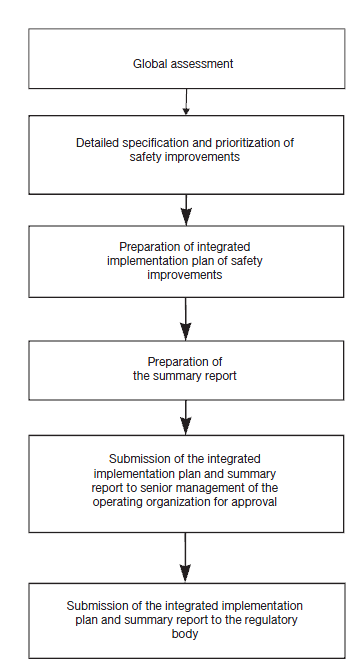 Global assessment
Detailed specification and prioritization of
safety improvements
Preparation of integrated
implementation plan of safety
improvements
Preparation of
the summary report
Submission of the integrated
implementation plan and summary
report to senior management of the
operating organization for approval
Submission of the integrated implementation
plan and summary report to the regulatory
body